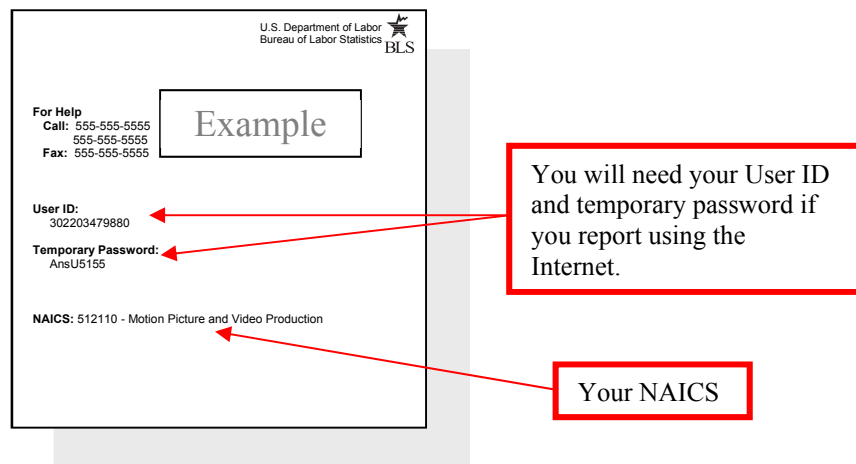 U.S. Department of Labor
Bureau of Labor Statistics
BLS
For Help
Call: 555-555-5555
555-555-5555
Fax: 555-555-5555
Example
User ID:
302203479880
Temporary Password:
AnsU5155
NAICS: 512110 - Motion Picture and Video Production
You will need your User ID
and temporary password if
you report using the
Internet.
Your NAICS